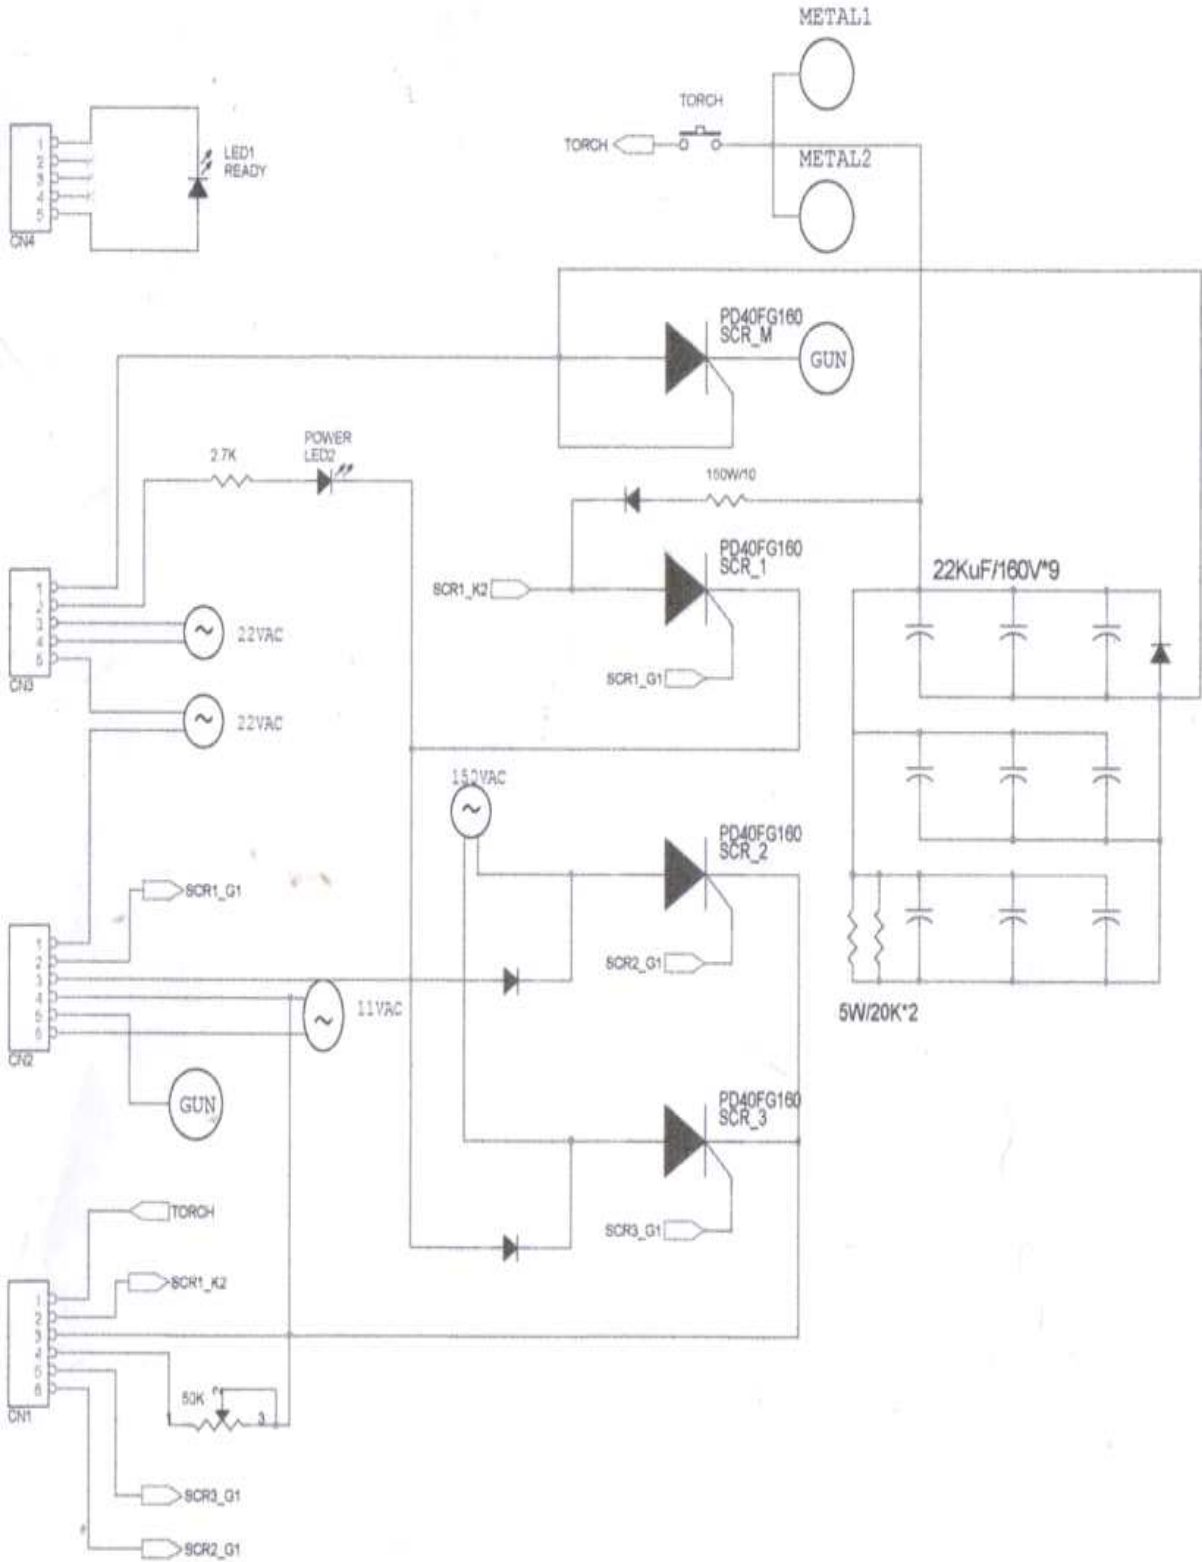 METAL1
TORCH
TORCH
METAL2
1
2
3
4
5
CN4
LED1
READY
PD40FG160
SCR_M
GUN
2.7K
POWER
LED2
150W/10
PD40FG160
SCR_1
SCR1_K2
SCR1_G1
22KuF/160V*9
1
2
3
4
5
CN3
22VAC
22VAC
150VAC
PD40FG160
SCR_2
SCR2_G1
SCR1_G1
1
2
3
4
5
6
CN2
11VAC
GUN
5W/20K*2
PD40FG160
SCR_3
SCR3_G1
TORCH
SCR1_K2
1
2
3
4
5
6
CN1
50K
1
2
3
SCR3_G1
SCR2_G1